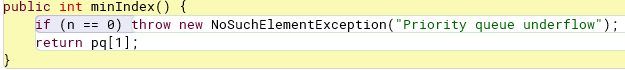 public int minIndex() {
    if (n == 0) throw new NoSuchElementException("Priority queue underflow");
    return pq[1];
}